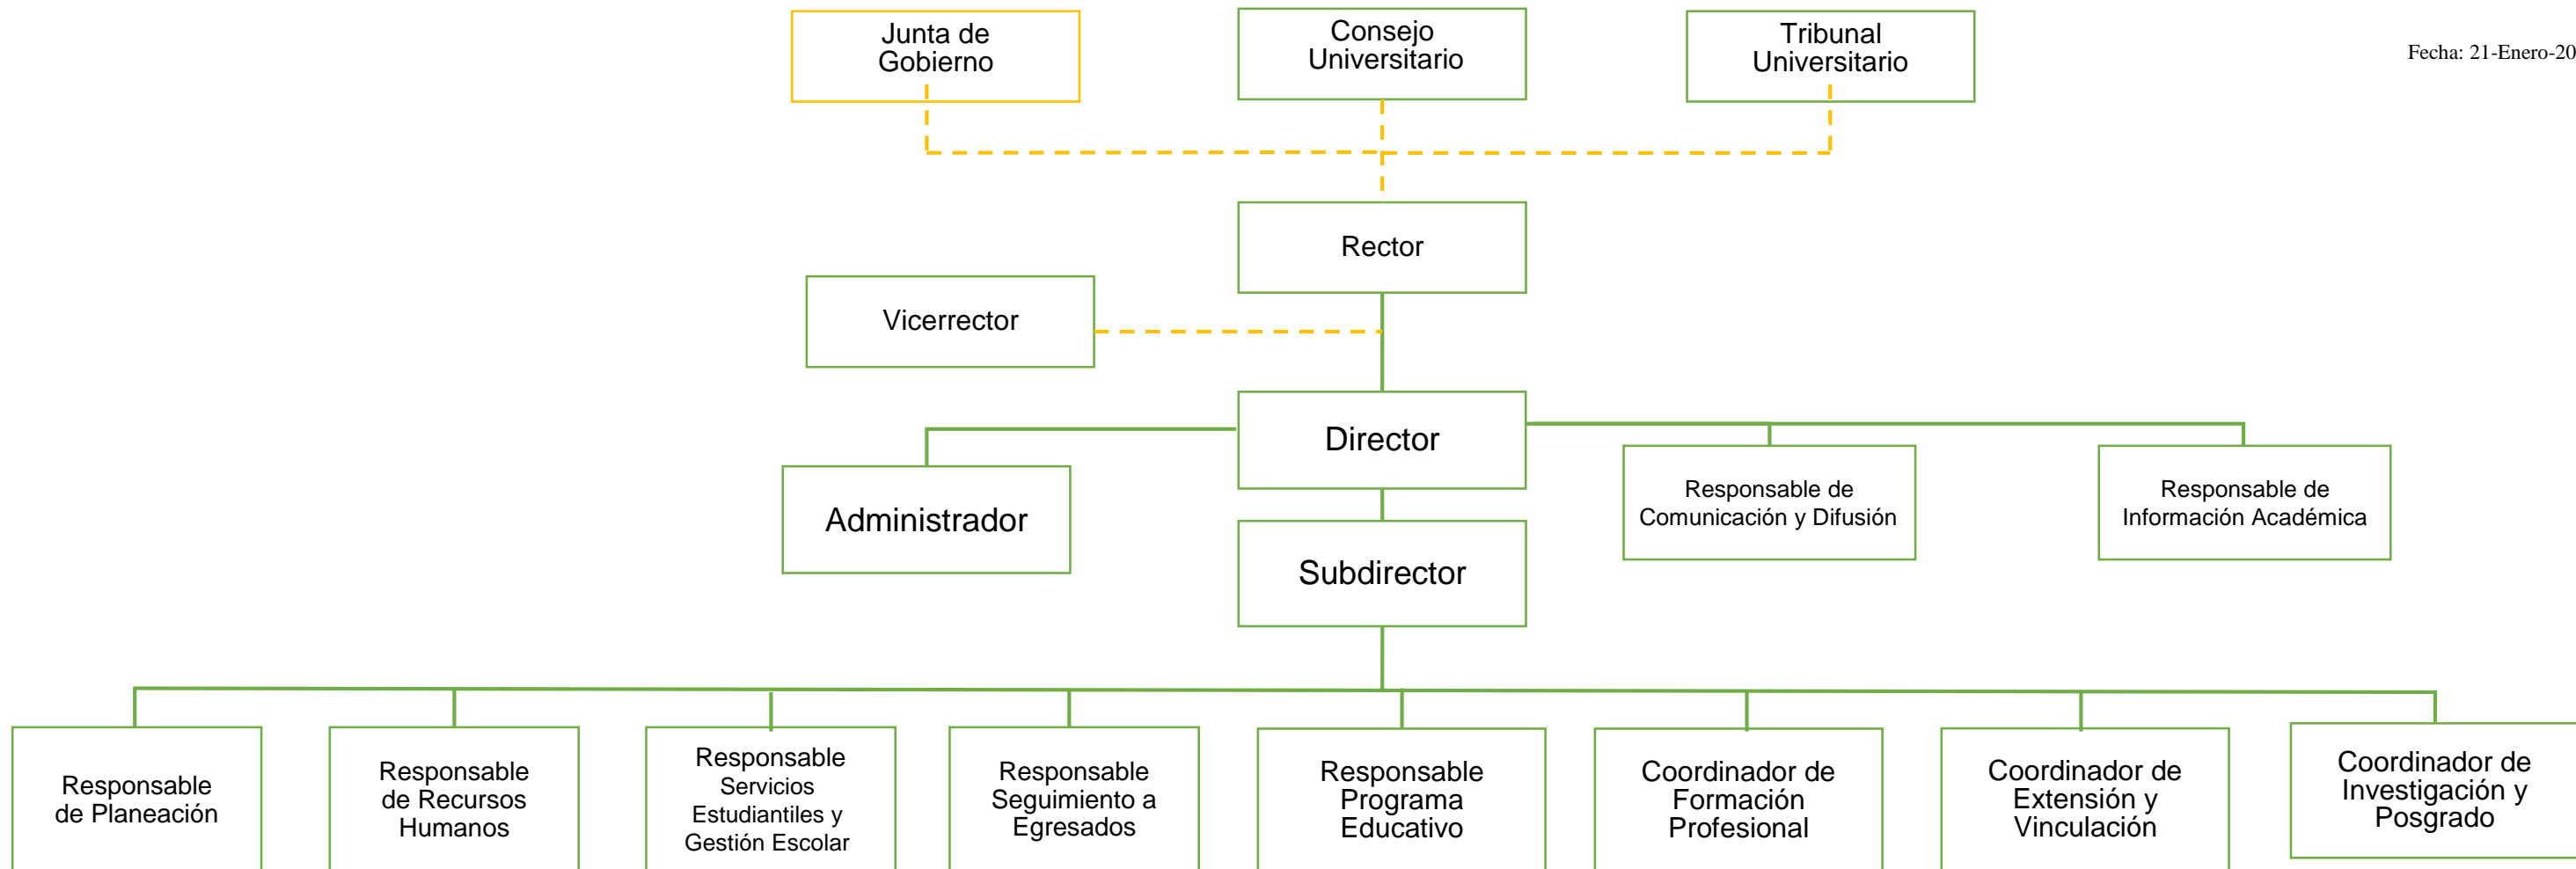 Junta de
Gobierno
Consejo
Universitario
Tribunal
Universitario
Fecha: 21-Enero-20
Rector
Vicerrector
Director
Administrador
Responsable de
Comunicación y Difusión
Responsable de
Información Académica
Subdirector
Responsable
de Planeación
Responsable
de Recursos
Humanos
Responsable
Servicios
Estudiantiles y
Gestión Escolar
Responsable
Seguimiento a
Egresados
Responsable
Programa
Educativo
Coordinador de
Formación
Profesional
Coordinador de
Extensión y
Vinculación
Coordinador de
Investigación y
Posgrado